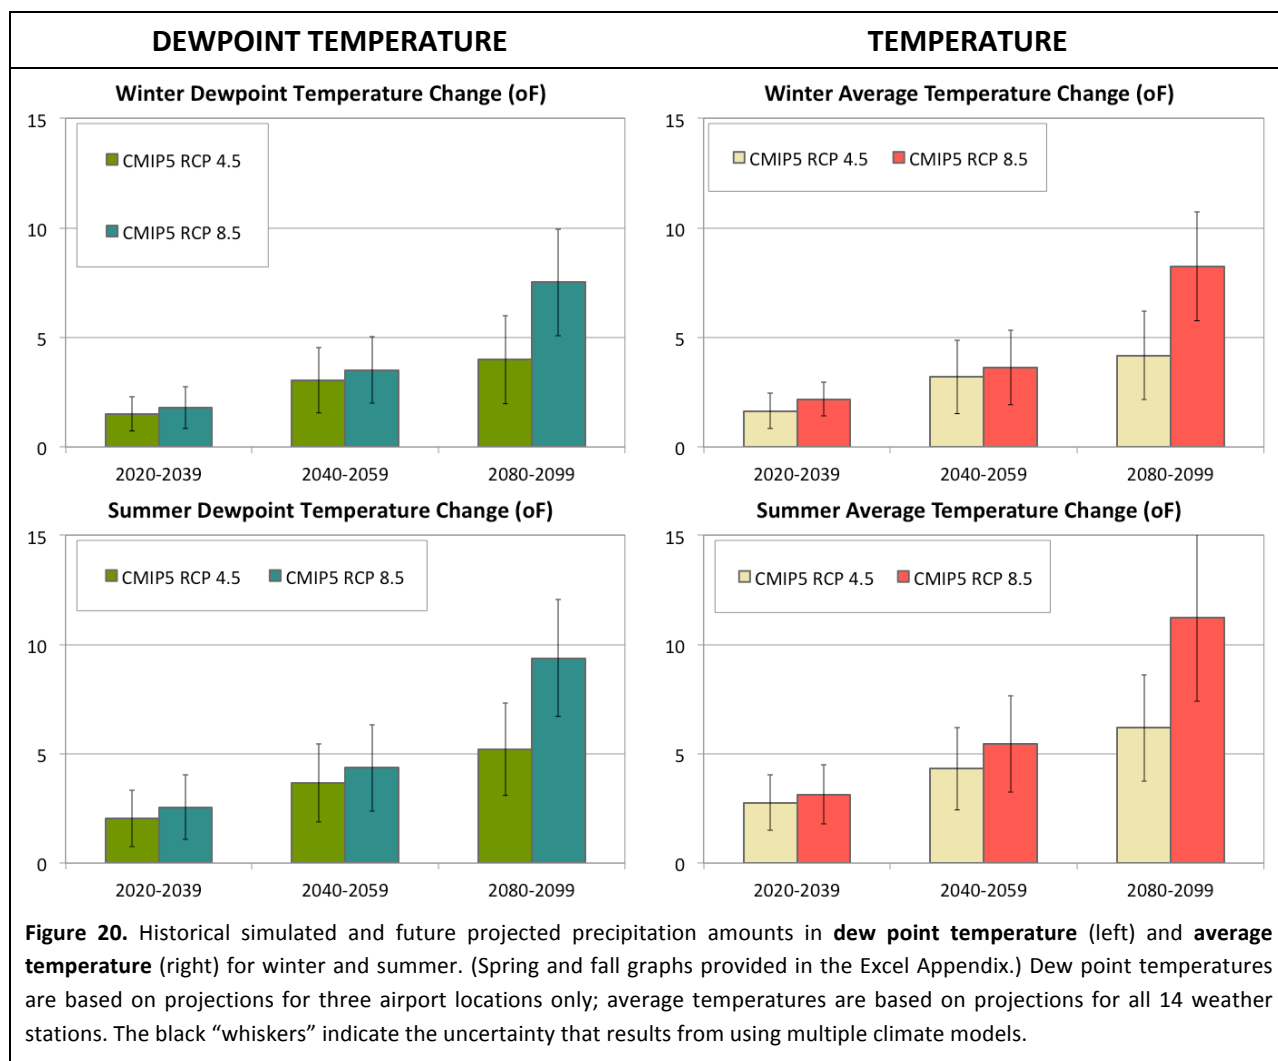 DEWPOINT TEMPERATURE
TEMPERATURE
Winter Dewpoint Temperature Change (oF)
15
10
5
0
CMIP5 RCP 4.5
CMIP5 RCP 8.5
2020-2039 2040-2059 2080-2099
Winter Average Temperature Change (oF)
15
10
5
0
CMIP5 RCP 4.5 CMIP5 RCP 8.5
2020-2039 2040-2059 2080-2099
Summer Dewpoint Temperature Change (oF)
15
10
5
0
CMIP5 RCP 4.5 CMIP5 RCP 8.5
2020-2039 2040-2059 2080-2099
Summer Average Temperature Change (oF)
15
10
5
0
CMIP5 RCP 4.5 CMIP5 RCP 8.5
2020-2039 2040-2059 2080-2099
Figure 20. Historical simulated and future projected precipitation amounts in dew point temperature (left) and average
temperature (right) for winter and summer. (Spring and fall graphs provided in the Excel Appendix.) Dew point temperatures
are based on projections for three airport locations only; average temperatures are based on projections for all 14 weather
stations. The black “whiskers” indicate the uncertainty that results from using multiple climate models.